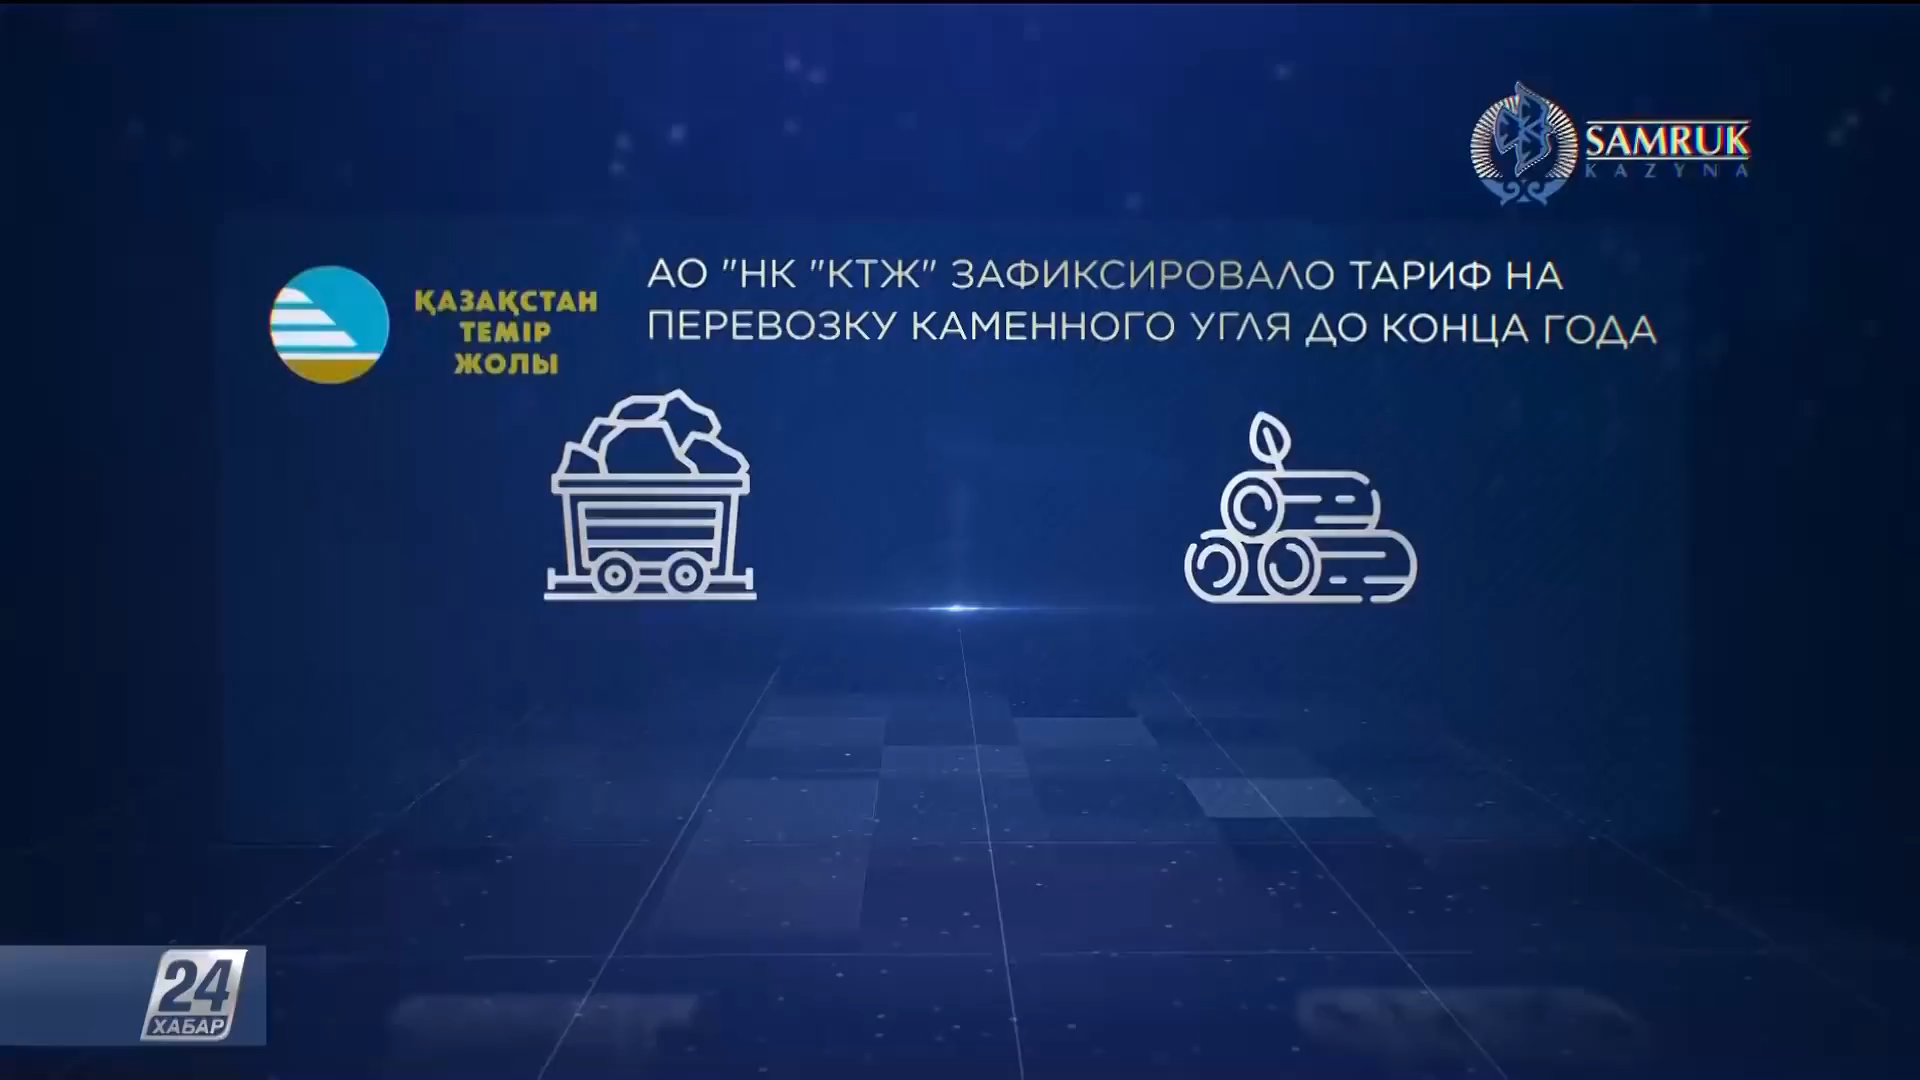 SAMRUK
KAZYNA
АО "НК "КТЖ" ЗАФИКСИРОВАЛО ТАРИФ НА
ПЕРЕВОЗКУ КАМЕННОГО УГЛЯ ДО КОНЦА ГОДА
ҚАЗАҚСТАН
ТЕМІР
ЖОЛЫ
24
ХАБАР